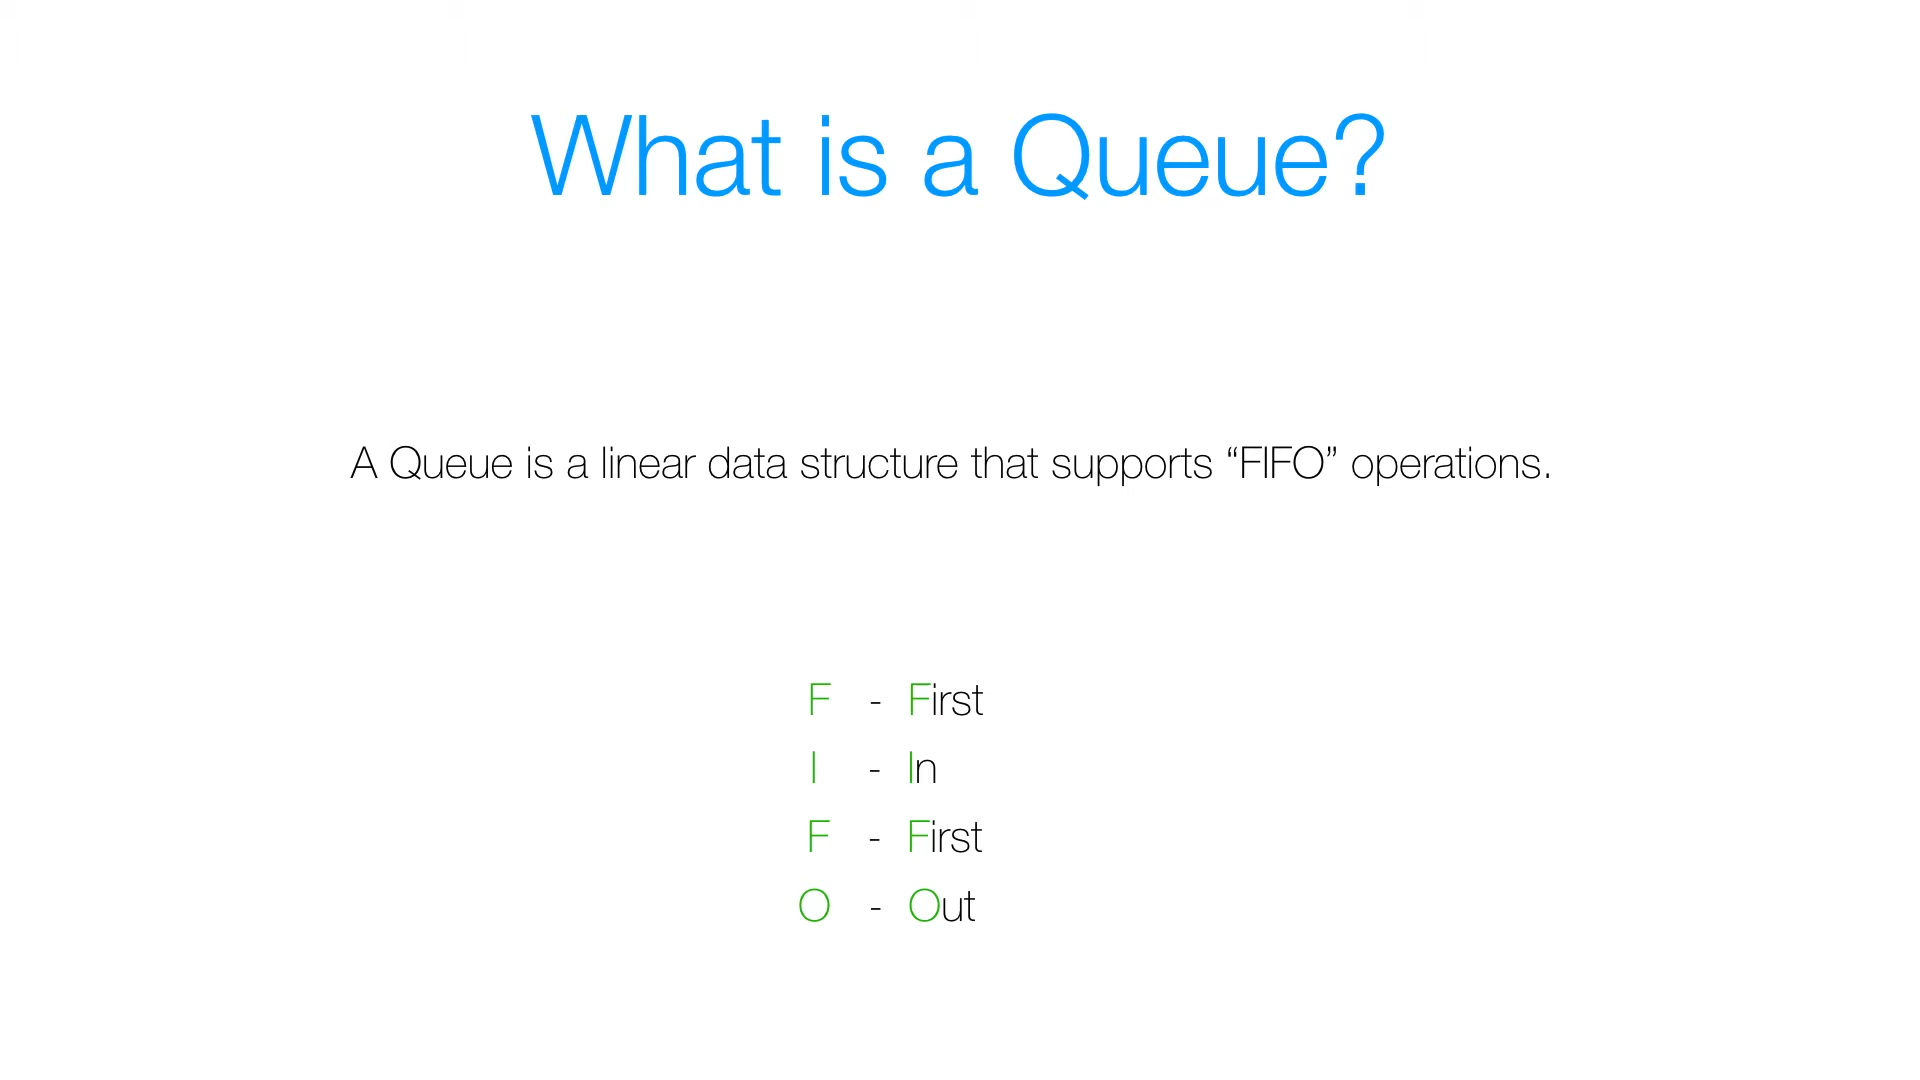 What is a Queue?
A Queue is a linear data structure that supports “FIFO” operations.
F - First
I - In
F - First
O - Out